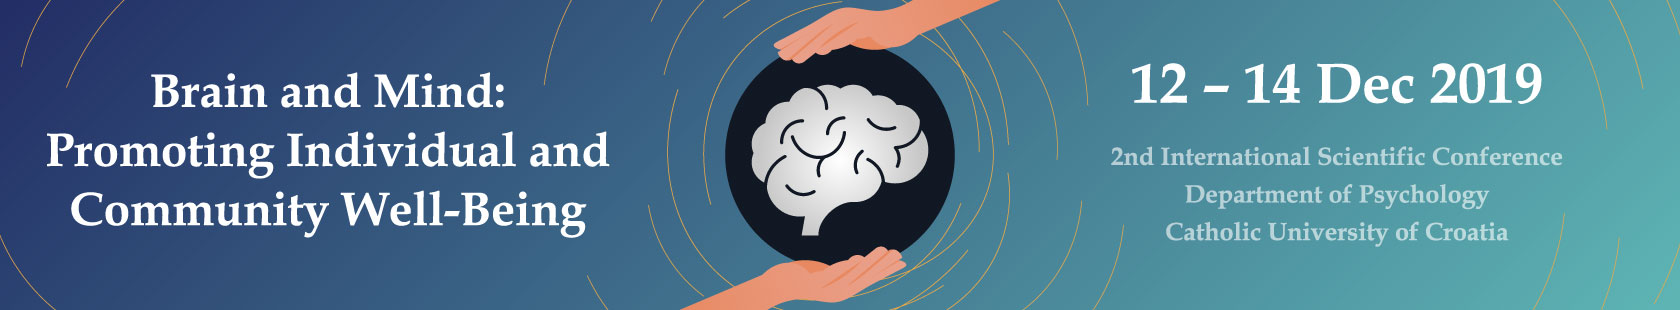 Brain and Mind:
Promoting Individual and
Community Well-Being
12 – 14 Dec 2019
2nd International Scientific Conference
Department of Psychology
Catholic University of Croatia